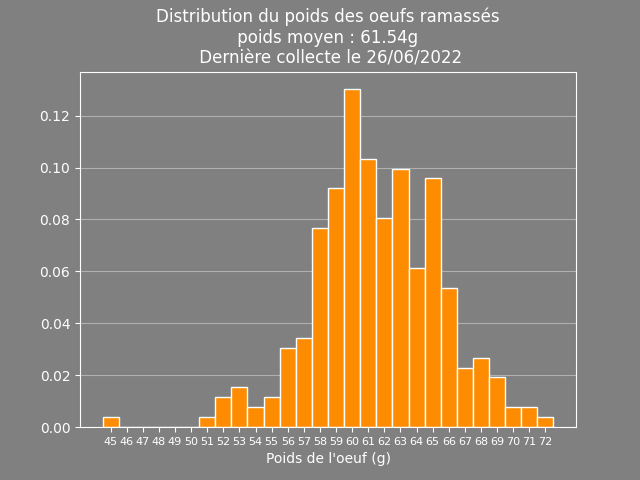 Distribution du poids des oeufs ramassés
poids moyen : 61.54g
Dernière collecte le 26/06/2022
0.12
0.10
0.08
0.06
0.04
0.02
0.00
45 46 47 48 49 50 51 52 53 54 55 56 57 58 59 60 61 62 63 64 65 66 67 68 69 70 71 72
Poids de l'oeuf (g)